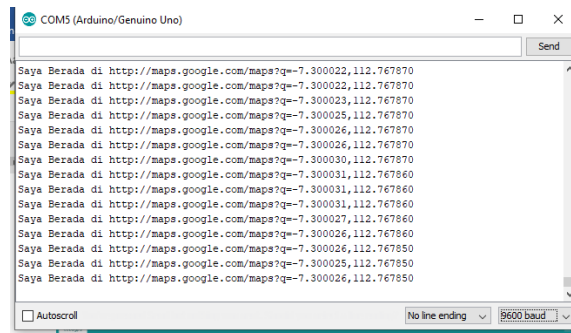 COM5 (Arduino/Genuino Uno)
Send
Saya Berada di http://maps.google.com/maps?q=-7.300022,112.767870
Saya Berada di http://maps.google.com/maps?q=-7.300022,112.767870
Saya Berada di http://maps.google.com/maps?q=-7.300023,112.767870
Saya Berada di http://maps.google.com/maps?q=-7.300025,112.767870
Saya Berada di http://maps.google.com/maps?q=-7.300026,112.767870
Saya Berada di http://maps.google.com/maps?q=-7.300026,112.767870
Saya Berada di http://maps.google.com/maps?q=-7.300030,112.767870
Saya Berada di http://maps.google.com/maps?q=-7.300031,112.767860
Saya Berada di http://maps.google.com/maps?q=-7.300031,112.767860
Saya Berada di http://maps.google.com/maps?q=-7.300031,112.767860
Saya Berada di http://maps.google.com/maps?q=-7.300027,112.767860
Saya Berada di http://maps.google.com/maps?q=-7.300026,112.767860
Saya Berada di http://maps.google.com/maps?q=-7.300026,112.767850
Saya Berada di http://maps.google.com/maps?q=-7.300025,112.767850
Saya Berada di http://maps.google.com/maps?q=-7.300026,112.767850
Autoscroll
No line ending
9600 baud